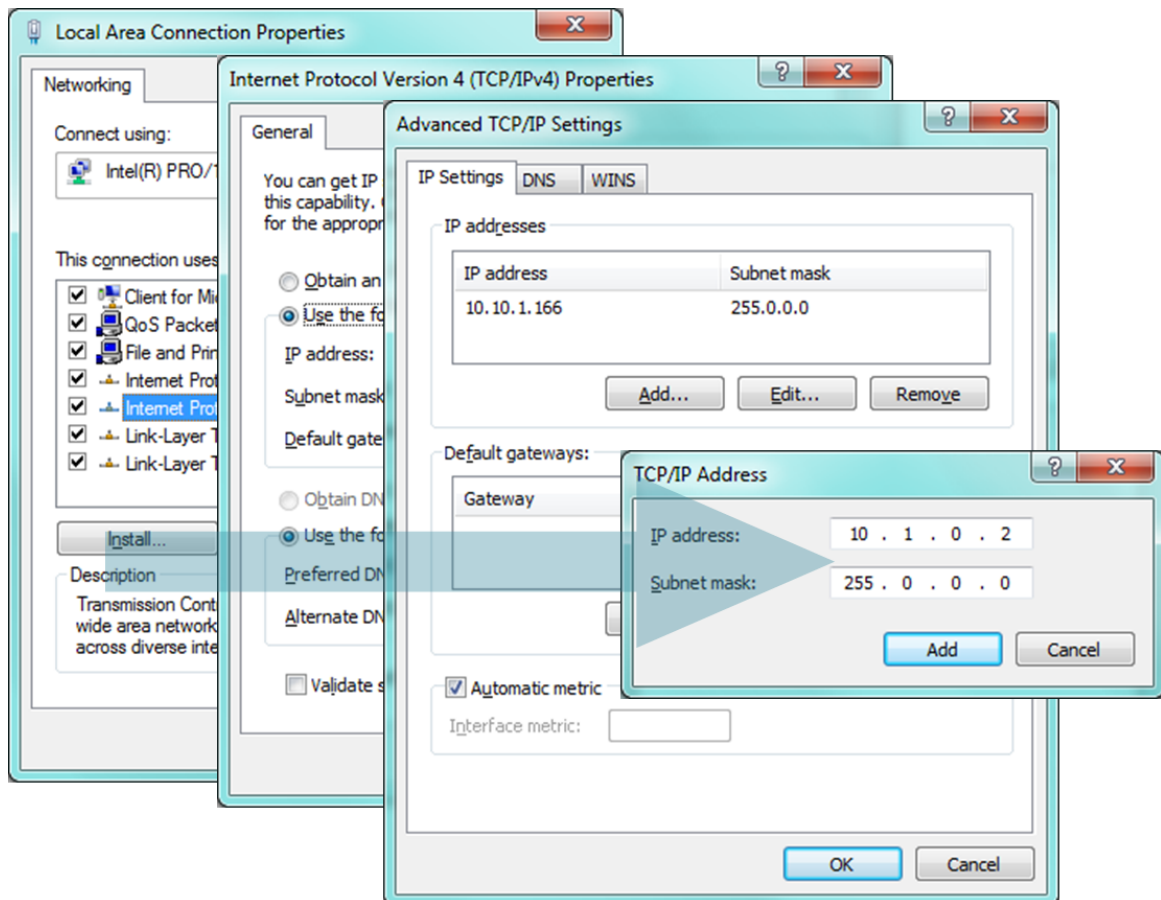 Local Area Connection Properties
Networking
Connect using:
Intel(R) PRO/1
This connection uses
Client for Mi
QoS Packet
File and Prin
Internet Prot
Internet Prot
Link-Layer T
Link-Layer T
Install...
Description
Transmission Cont
wide area network
across diverse inte
Internet Protocol Version 4 (TCP/IPv4) Properties
General
You can get IP
this capability.
for the appropr
Obtain an
Use the fo
IP address:
Subnet mask
Default gate
Obtain DN
Use the fo
Preferred DN
Alternate DN
Validate s
Advanced TCP/IP Settings
IP Settings DNS WINS
IP addresses
IP address Subnet mask
10.10.1.166 255.0.0.0
Add... Edit... Remove
Default gateways:
Gateway
Automatic metric
Interface metric:
OK Cancel
TCP/IP Address
IP address: 10 . 1 . 0 . 2
Subnet mask: 255 . 0 . 0 . 0
Add Cancel